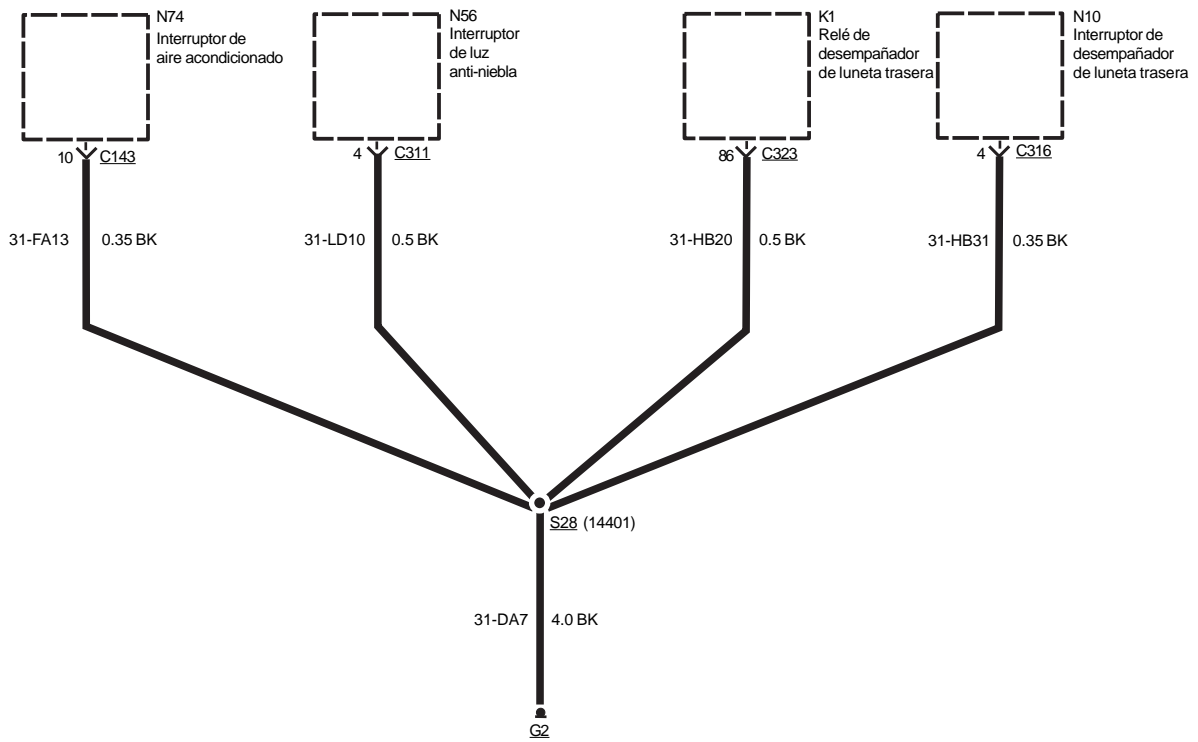 N74
Interruptor de
aire acondicionado
10 C143
31-FA13 0.35 BK
N56
Interruptor
de luz
anti-niebla
4 C311
31-LD10 0.5 BK
K1
Relé de
desempañador
de luneta trasera
86 C323
31-HB20 0.5 BK
N10
Interruptor de
desempañador
de luneta trasera
4 C316
31-HB31 0.35 BK
S28 (14401)
31-DA7 4.0 BK
G2